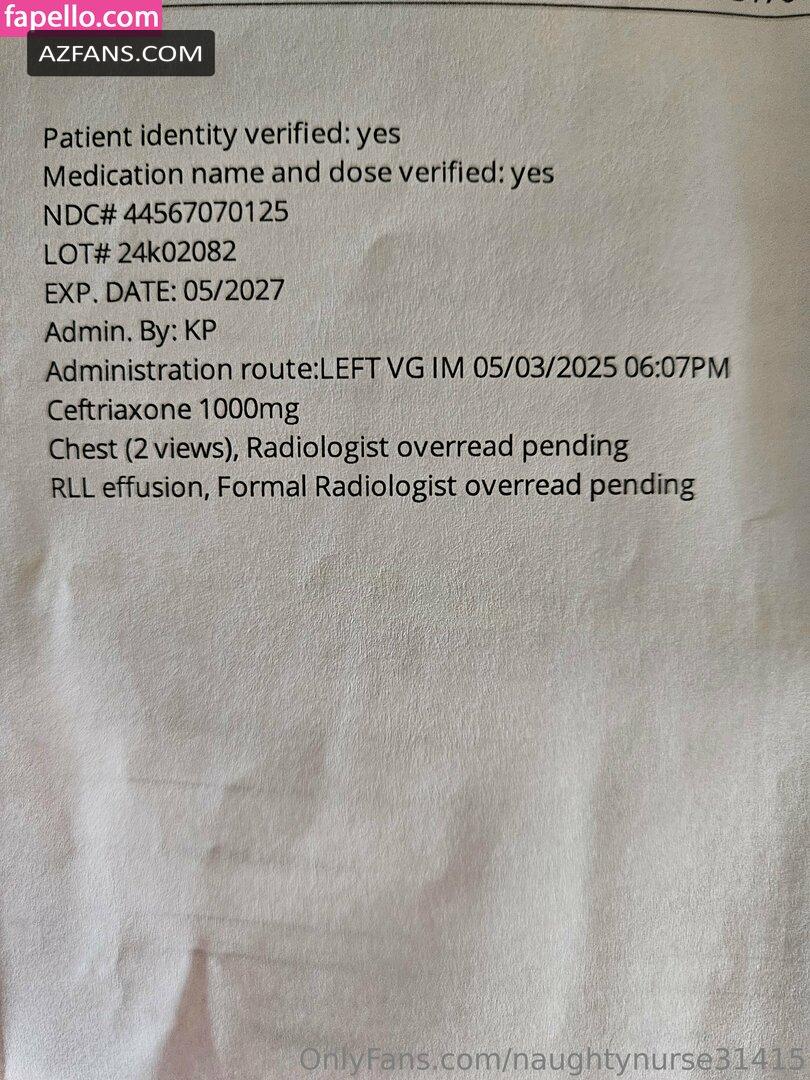 fapello.com
AZFANS.COM
Patient identity verified: yes
Medication name and dose verified: yes
NDC# 44567070125
LOT# 24k02082
EXP. DATE: 05/2027
Admin. By: KP
Administration route:LEFT VG IM 05/03/2025 06:07PM
Ceftriaxone 1000mg
Chest (2 views), Radiologist overread pending
RLL effusion, Formal Radiologist overread pending
OnlyFans.com/naughtynurse31415